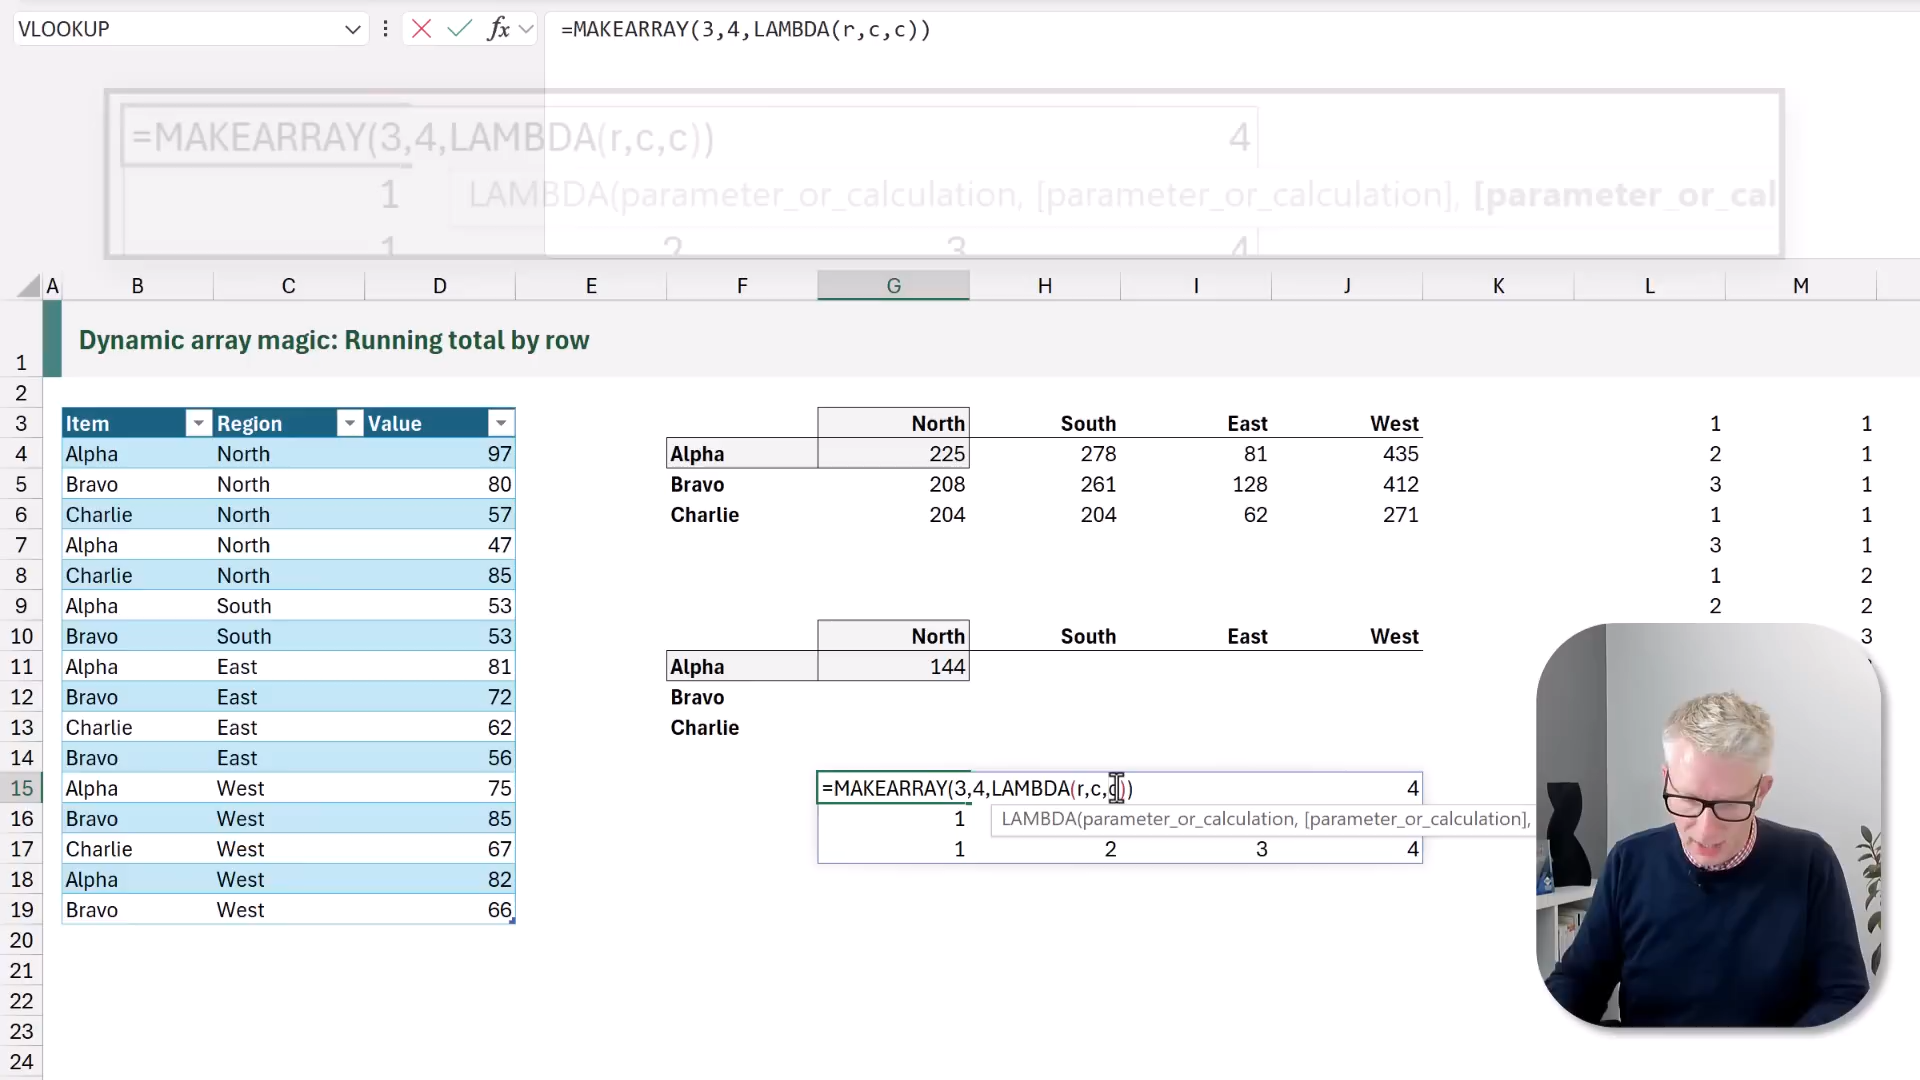 VLOOKUP
fx
=MAKEARRAY(3,4,LAMBDA(r,c,c))
=MAKEARRAY(3,4,LAMBDA(r,c,c)) 4
1 LAMBDA(parameter_or_calculation, [parameter_or_calculation], [parameter_or_cal
1 2 3 4
A B C D E F G H I J K L M
1 Dynamic array magic: Running total by row
2
3 Item Region Value North South East West 1 1
4 Alpha North 97 Alpha 225 278 81 435 2 1
5 Bravo North 80 Bravo 208 261 128 412 3 1
6 Charlie North 57 Charlie 204 204 62 271 1 1
7 Alpha North 47 3 1
8 Charlie North 85 1 2
9 Alpha South 53 2 2
10 Bravo South 53 North South East West 3
11 Alpha East 81 Alpha 144
12 Bravo East 72 Bravo
13 Charlie East 62 Charlie
14 Bravo East 56
15 Alpha West 75 =MAKEARRAY(3,4,LAMBDA(r,c,c)) 4
16 Bravo West 85 1 LAMBDA(parameter_or_calculation, [parameter_or_calculation],
17 Charlie West 67 1 2 3 4
18 Alpha West 82
19 Bravo West 66
20
21
22
23
24